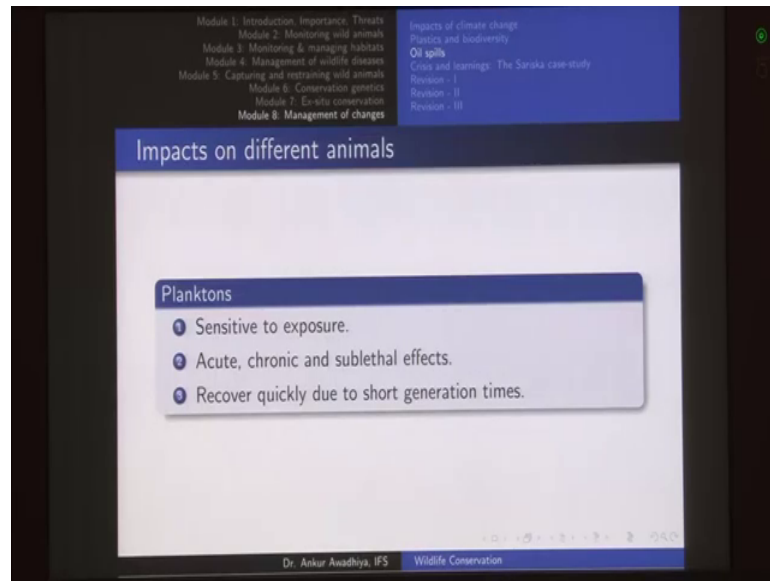 Module 1: Introduction, Importance, Threats
Module 2: Monitoring wild animals
Module 3: Monitoring & managing habitats
Module 4: Management of wildlife diseases
Module 5: Capturing and restraining wild animals
Module 6: Conservation genetics
Module 7: Ex-situ conservation
Module 8: Management of changes
Impacts of climate change
Plastics and biodiversity
Oil spills
Crisis and learnings: The Sariska case-study
Revision - I
Revision - II
Revision - III
Impacts on different animals
Planktons
1 Sensitive to exposure.
2 Acute, chronic and sublethal effects.
3 Recover quickly due to short generation times.
Dr. Ankur Awadhiya, IFS
Wildlife Conservation